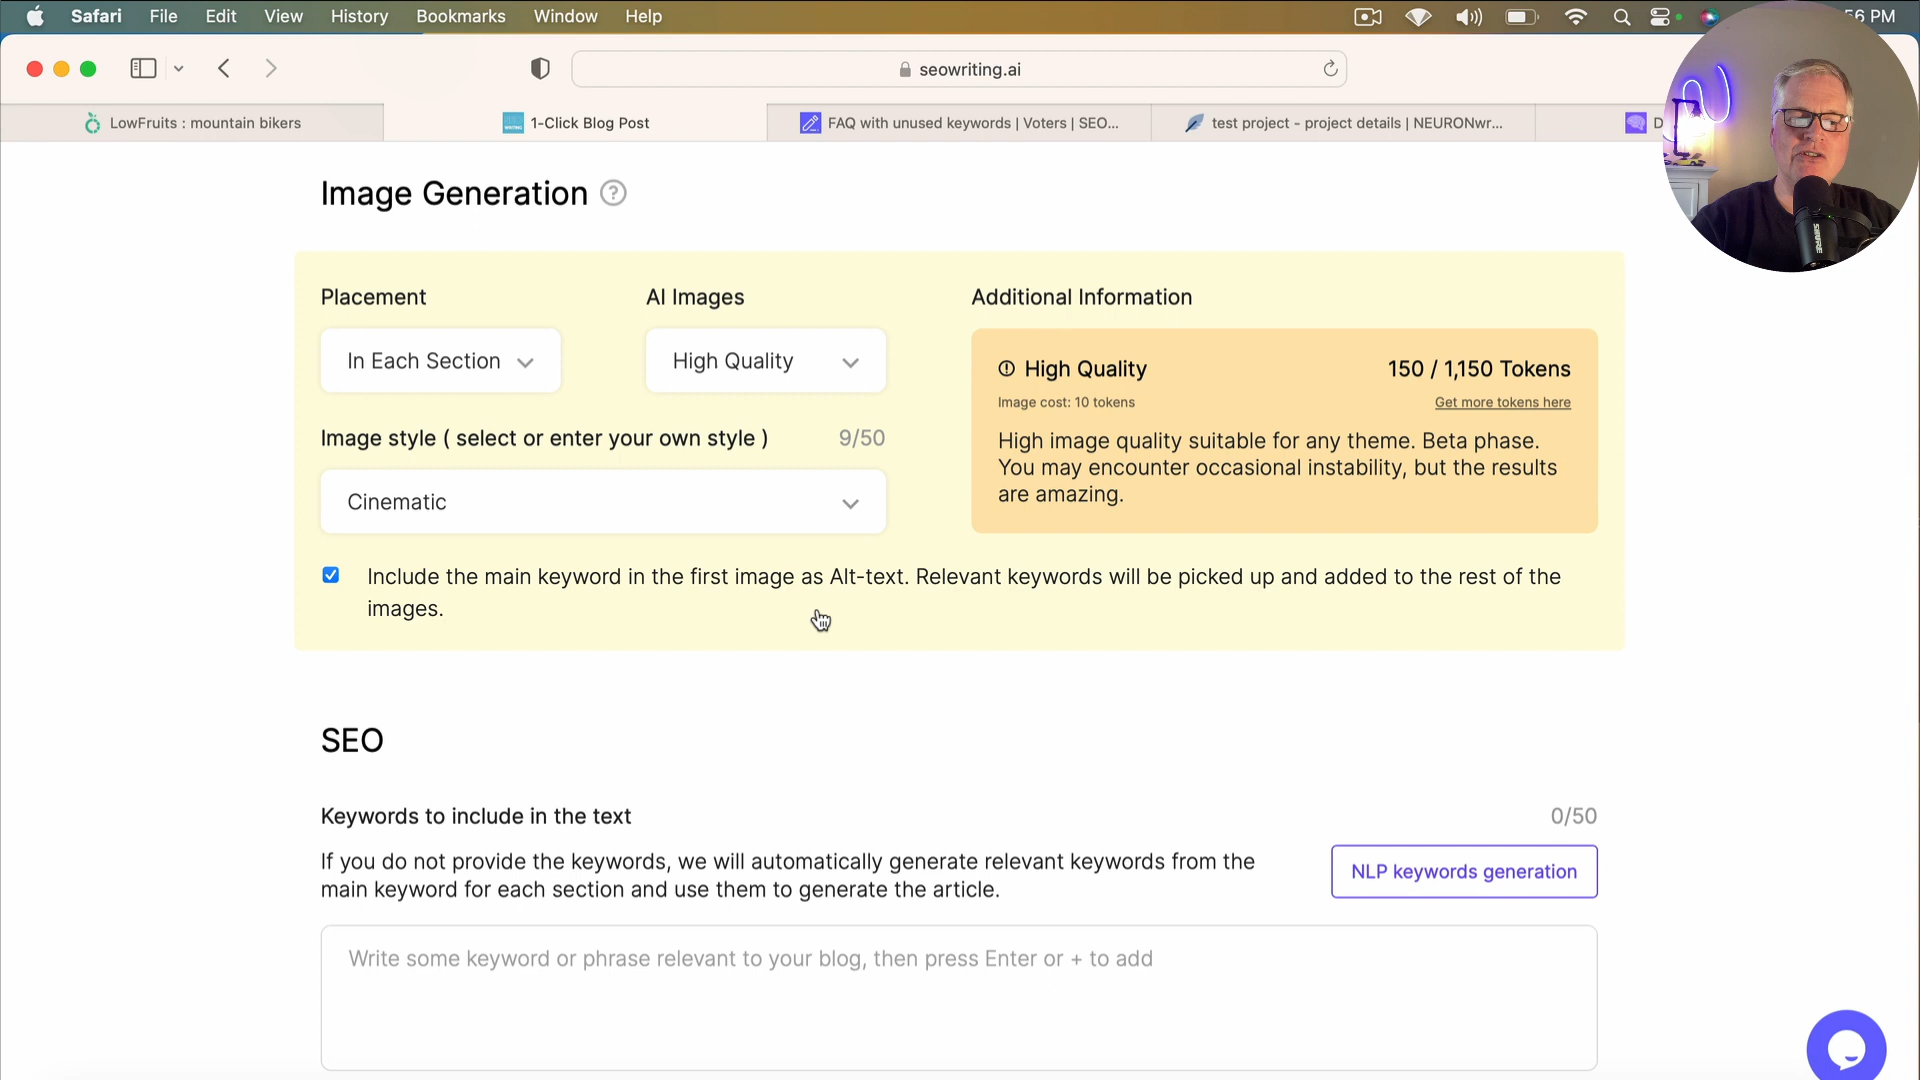 Safari File Edit View History Bookmarks Window Help
56 PM
seowriting.ai
LowFruits : mountain bikers
1-Click Blog Post
FAQ with unused keywords | Voters | SEO...
test project - project details | NEURONwr...
D
Image Generation ?
Placement
AI Images
Additional Information
In Each Section
High Quality
High Quality
150 / 1,150 Tokens
Image cost: 10 tokens
Get more tokens here
High image quality suitable for any theme. Beta phase.
You may encounter occasional instability, but the results
are amazing.
Image style ( select or enter your own style )
9/50
Cinematic
Include the main keyword in the first image as Alt-text. Relevant keywords will be picked up and added to the rest of the
images.
SEO
Keywords to include in the text
0/50
If you do not provide the keywords, we will automatically generate relevant keywords from the
main keyword for each section and use them to generate the article.
NLP keywords generation
Write some keyword or phrase relevant to your blog, then press Enter or + to add